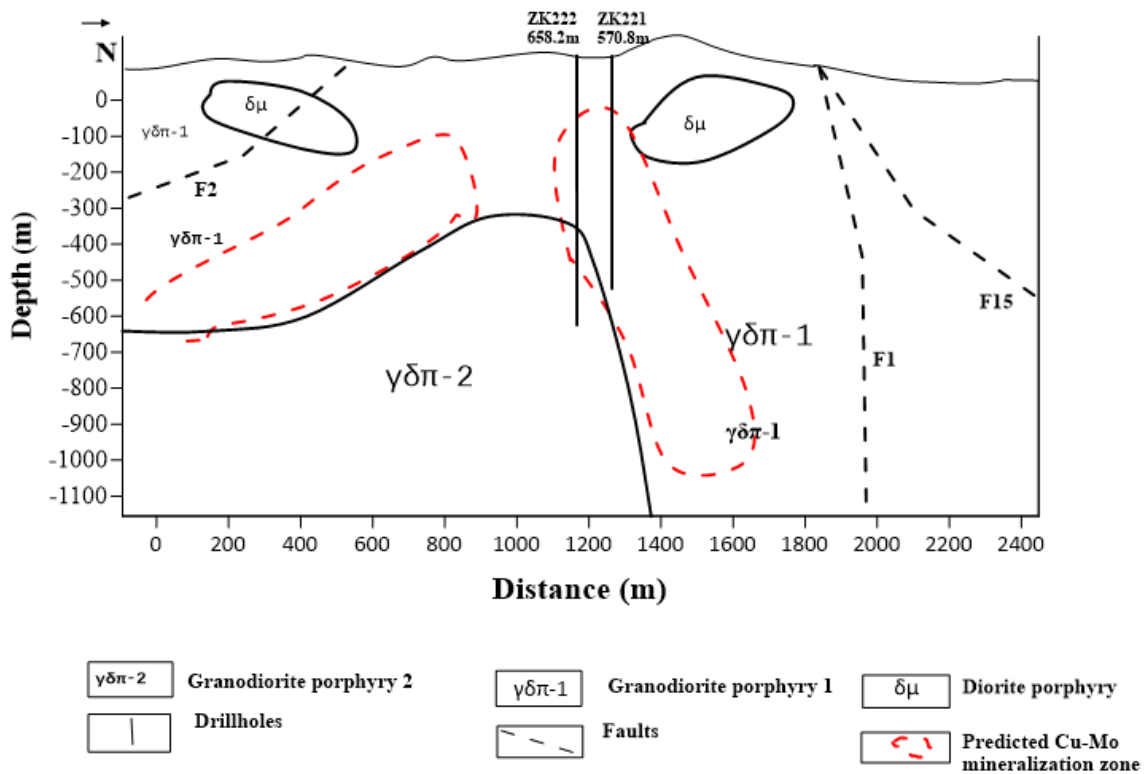 ZK222 ZK221
658.2m 570.8m
N
0
-100
-200
-300
-400
-500
-600
-700
-800
-900
-1000
-1100
Depth (m)
δμ
δμ
γδπ-1
F2
γδπ-1
γδπ-2
γδπ-1
γδπ-1
F1
F15
0 200 400 600 800 1000 1200 1400 1600 1800 2000 2200 2400
Distance (m)
γδπ-2 Granodiorite porphyry 2
γδπ-1 Granodiorite porphyry 1
δμ Diorite porphyry
Drillholes
Faults
Predicted Cu-Mo
mineralization zone